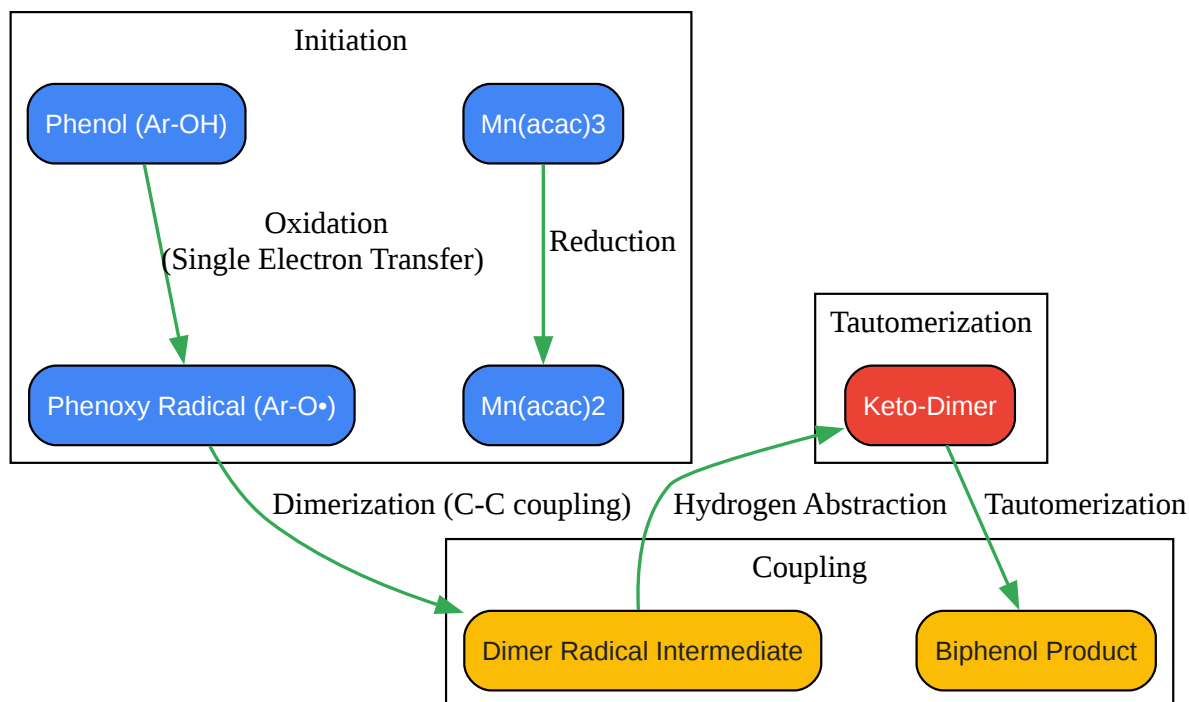 Initiation
Phenol (Ar-OH)
Mn(acac)3
Oxidation
(Single Electron Transfer)
Reduction
Tautomerization
Phenoxy Radical (Ar-O•)
Mn(acac)2
Keto-Dimer
Dimerization (C-C coupling)
Hydrogen Abstraction
Tautomerization
Coupling
Dimer Radical Intermediate
Biphenol Product